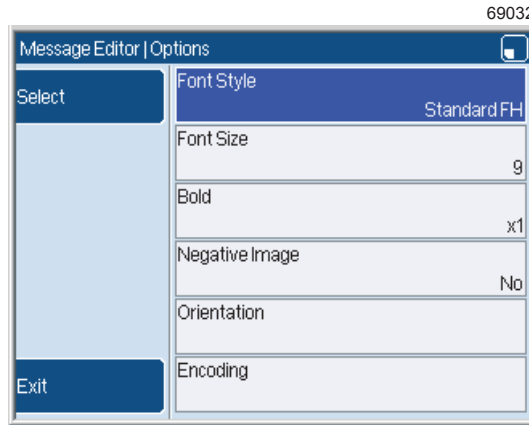 69032
Message Editor | Options
Select
Font Style
Standard FH
Font Size
9
Bold
x1
Negative Image
No
Orientation
Encoding
Exit